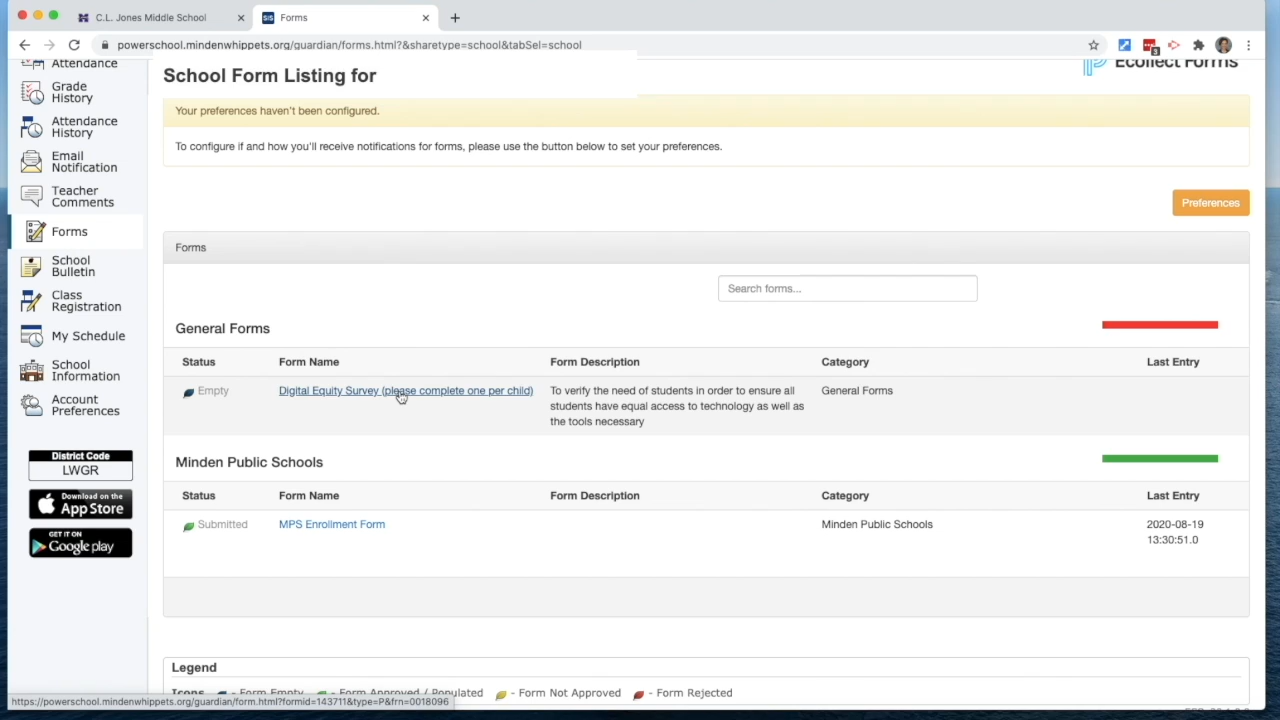 C.L. Jones Middle School
Forms
powerschool.mindenwhippets.org/guardian/forms.html?&sharetype=school&tabSel=school
3
Attendance
Grade
History
Attendance
History
Email
Notification
Teacher
Comments
Forms
School
Bulletin
Class
Registration
My Schedule
School
Information
Account
Preferences
District Code
LWGR
Download on the
App Store
GET IT ON
Google play
School Form Listing for
Ecollect Forms
Your preferences haven't been configured.
To configure if and how you'll receive notifications for forms, please use the button below to set your preferences.
Preferences
Forms
Search forms...
General Forms
Status Form Name Form Description Category Last Entry
Empty Digital Equity Survey (please complete one per child) To verify the need of students in order to ensure all General Forms
students have equal access to technology as well as
the tools necessary
Minden Public Schools
Status Form Name Form Description Category Last Entry
Submitted MPS Enrollment Form Minden Public Schools 2020-08-19
13:30:51.0
Legend
Icons - Form Empty - Form Approved / Populated - Form Not Approved - Form Rejected
https://powerschool.mindenwhippets.org/guardian/form.html?formid=143711&type=P&frn=0018096